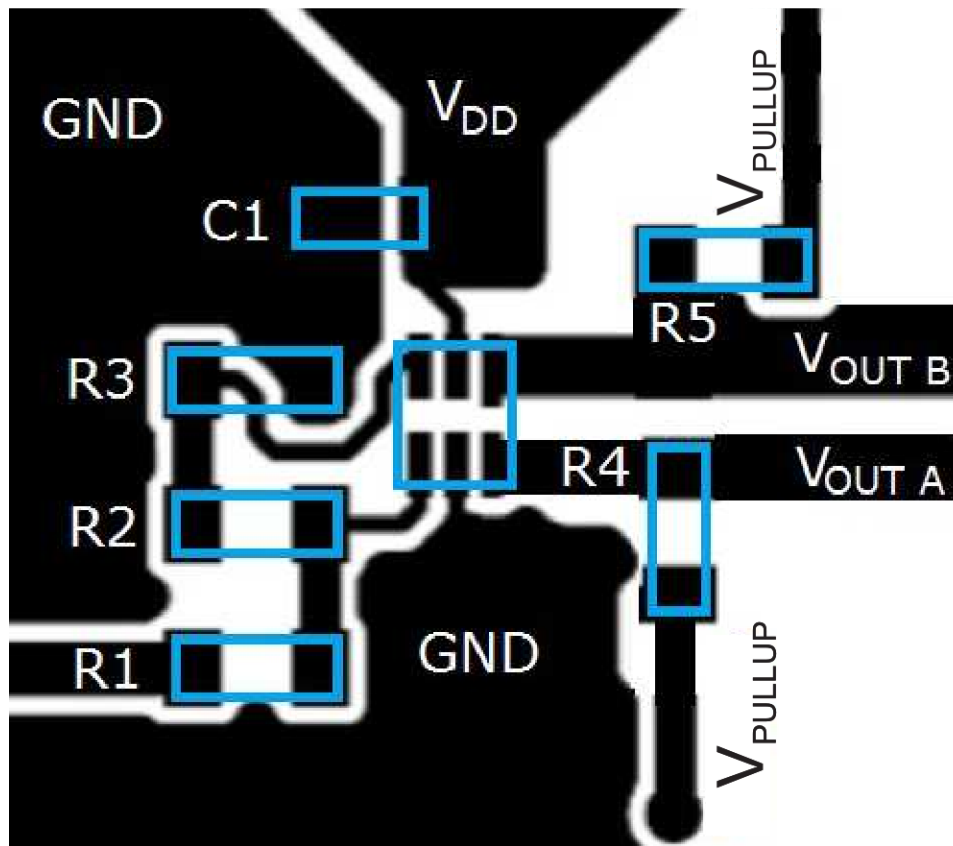 GND
VDD
VPULLUP
C1
R5
R3
VOUT B
R4
VOUT A
R2
GND
R1
VPULLUP